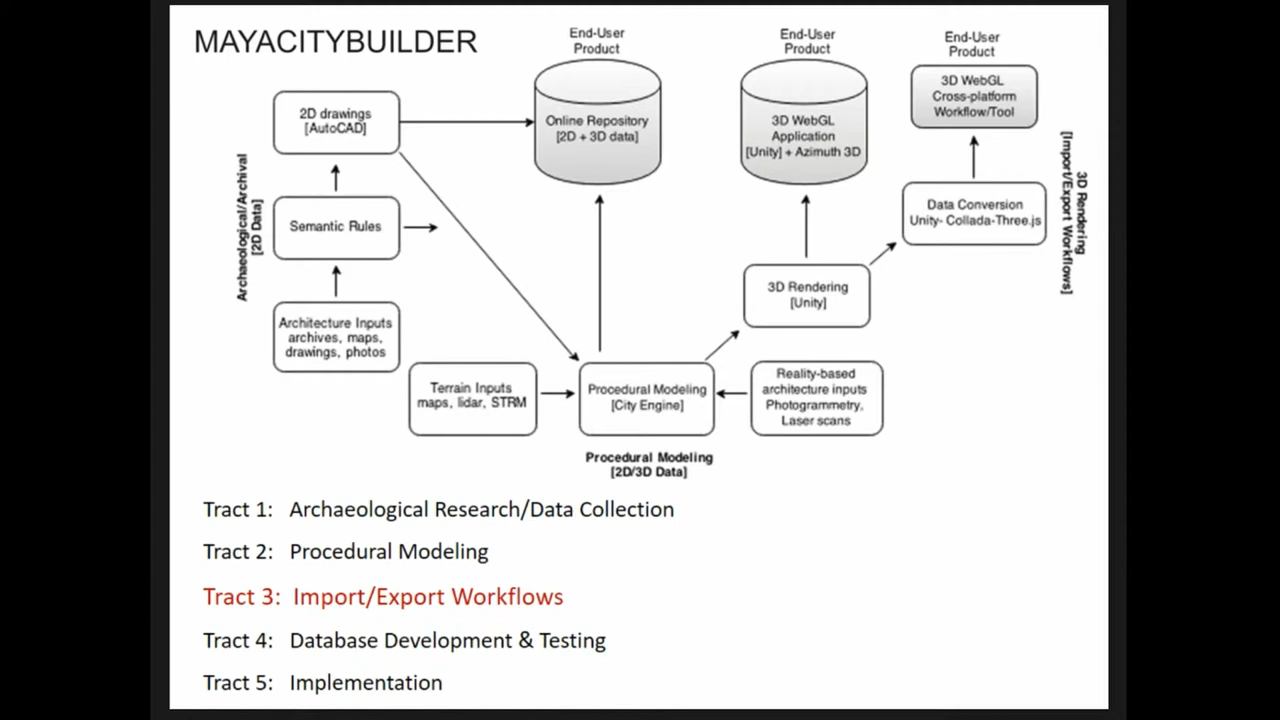 MAYACITYBUILDER
End-User
Product
End-User
Product
End-User
Product
2D drawings
[AutoCAD]
Online Repository
[2D + 3D data]
3D WebGL
Application
[Unity] + Azimuth 3D
3D WebGL
Cross-platform
Workflow/Tool
Archaeological/Archival
[2D Data]
Semantic Rules
Data Conversion
Unity- Collada-Three.js
3D Rendering
[Import/Export Workflows]
3D Rendering
[Unity]
Architecture Inputs
archives, maps,
drawings, photos
Terrain Inputs
maps, lidar, STRM
Procedural Modeling
[City Engine]
Reality-based
architecture inputs
Photogrammetry,
Laser scans
Procedural Modeling
[2D/3D Data]
Tract 1: Archaeological Research/Data Collection
Tract 2: Procedural Modeling
Tract 3: Import/Export Workflows
Tract 4: Database Development & Testing
Tract 5: Implementation